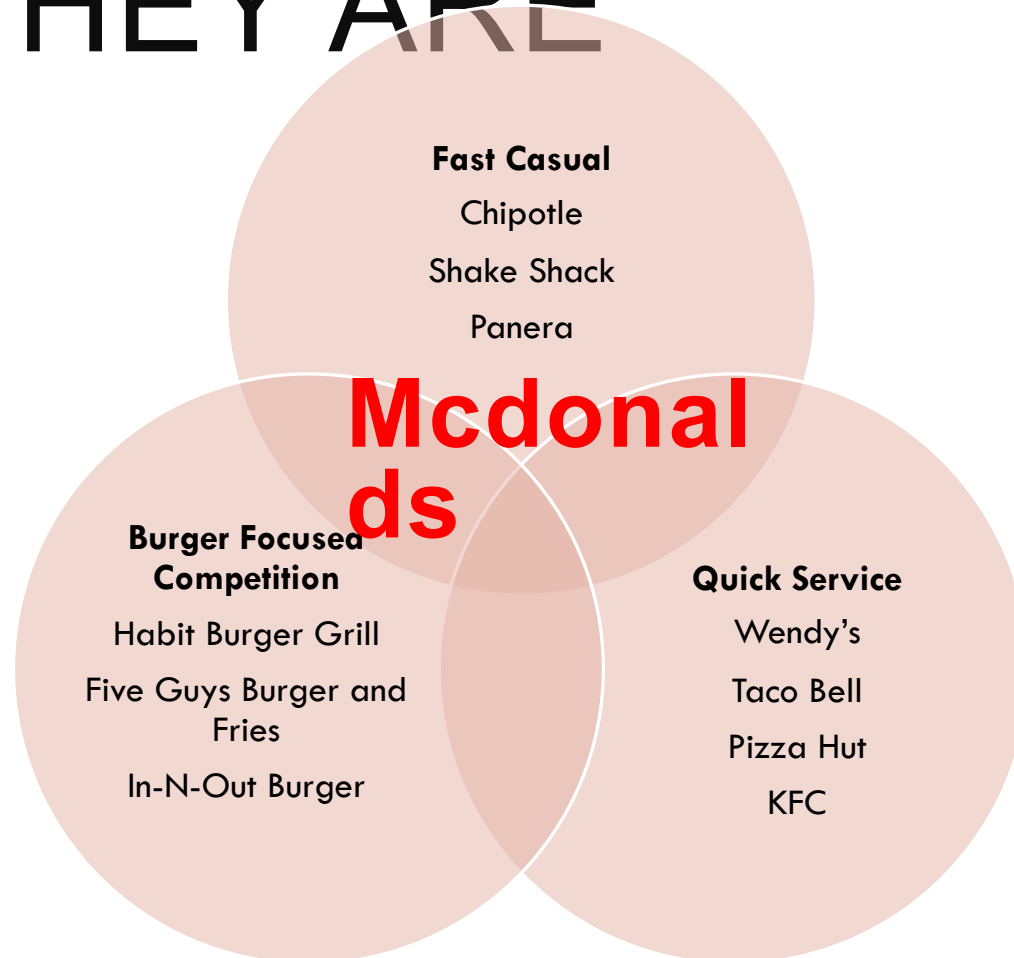 HEY ARE
Fast Casual
Chipotle
Shake Shack
Panera
Mcdonal
ds
Burger Focused
Competition
Habit Burger Grill
Five Guys Burger and
Fries
In-N-Out Burger
Quick Service
Wendy’s
Taco Bell
Pizza Hut
KFC